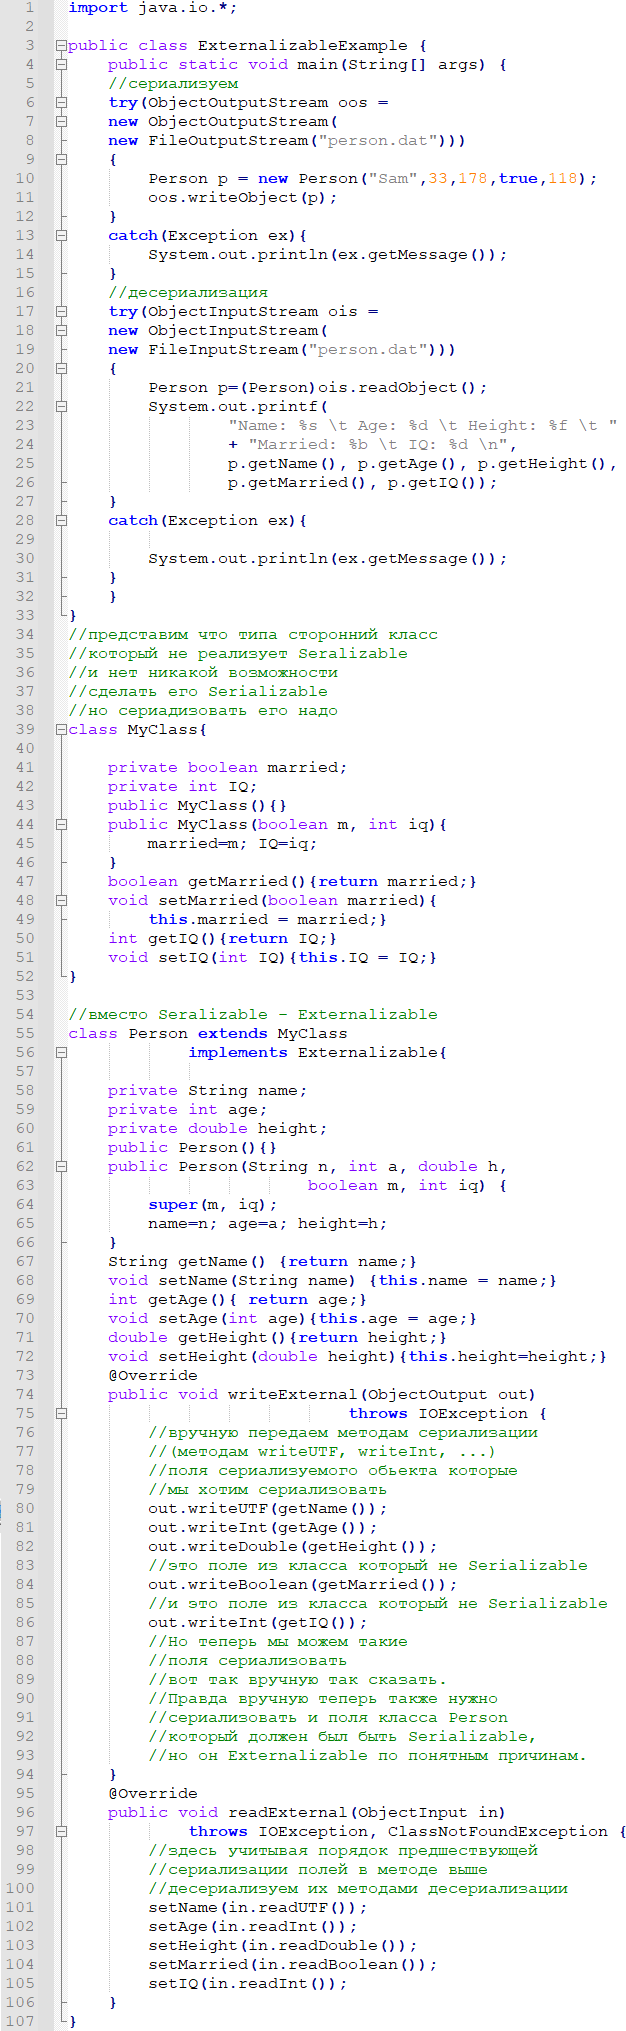 1 import java.io.*;
2
3 public class ExternalizableExample {
4     public static void main(String[] args) {
5     //сериализуем
6     try(ObjectOutputStream oos =
7     new ObjectOutputStream(
8     new FileOutputStream("person.dat")))
9     {
10         Person p = new Person("Sam",33,178,true,118);
11         oos.writeObject(p);
12     }
13     catch(Exception ex){
14         System.out.println(ex.getMessage());
15     }
16     //десериализация
17     try(ObjectInputStream ois =
18     new ObjectInputStream(
19     new FileInputStream("person.dat")))
20     {
21         Person p=(Person)ois.readObject();
22         System.out.printf(
23                 "Name: %s \t Age: %d \t Height: %f \t "
24                 + "Married: %b \t IQ: %d \n",
25                 p.getName(), p.getAge(), p.getHeight(),
26                 p.getMarried(), p.getIQ());
27     }
28     catch(Exception ex){
29
30         System.out.println(ex.getMessage());
31     }
32     }
33 }
34 //представим что типа сторонний класс
35 //который не реализует Seralizable
36 //и нет никакой возможности
37 //сделать его Serializable
38 //но сериадизовать его надо
39 class MyClass{
40
41     private boolean married;
42     private int IQ;
43     public MyClass(){}
44     public MyClass(boolean m, int iq){
45         married=m; IQ=iq;
46     }
47     boolean getMarried(){return married;}
48     void setMarried(boolean married){
49         this.married = married;}
50     int getIQ(){return IQ;}
51     void setIQ(int IQ){this.IQ = IQ;}
52 }
53
54 //вместо Seralizable - Externalizable
55 class Person extends MyClass
56             implements Externalizable{
57
58     private String name;
59     private int age;
60     private double height;
61     public Person(){}
62     public Person(String n, int a, double h,
63                         boolean m, int iq) {
64         super(m, iq);
65         name=n; age=a; height=h;
66     }
67     String getName() {return name;}
68     void setName(String name) {this.name = name;}
69     int getAge(){ return age;}
70     void setAge(int age){this.age = age;}
71     double getHeight(){return height;}
72     void setHeight(double height){this.height=height;}
73     @Override
74     public void writeExternal(ObjectOutput out)
75                             throws IOException {
76         //вручную передаем методам сериализации
77         //(методам writeUTF, writeInt, ...)
78         //поля сериализуемого обьекта которые
79         //мы хотим сериализовать
80         out.writeUTF(getName());
81         out.writeInt(getAge());
82         out.writeDouble(getHeight());
83         //это поле из класса который не Serializable
84         out.writeBoolean(getMarried());
85         //и это поле из класса который не Serializable
86         out.writeInt(getIQ());
87         //Но теперь мы можем такие
88         //поля сериализовать
89         //вот так вручную так сказать.
90         //Правда вручную теперь также нужно
91         //сериализовать и поля класса Person
92         //который должен был быть Serializable,
93         //но он Externalizable по понятным причинам.
94     }
95     @Override
96     public void readExternal(ObjectInput in)
97             throws IOException, ClassNotFoundException {
98         //здесь учитывая порядок предшествующей
99         //сериализации полей в методе выше
100         //десериализуем их методами десериализации
101         setName(in.readUTF());
102         setAge(in.readInt());
103         setHeight(in.readDouble());
104         setMarried(in.readBoolean());
105         setIQ(in.readInt());
106     }
107 }